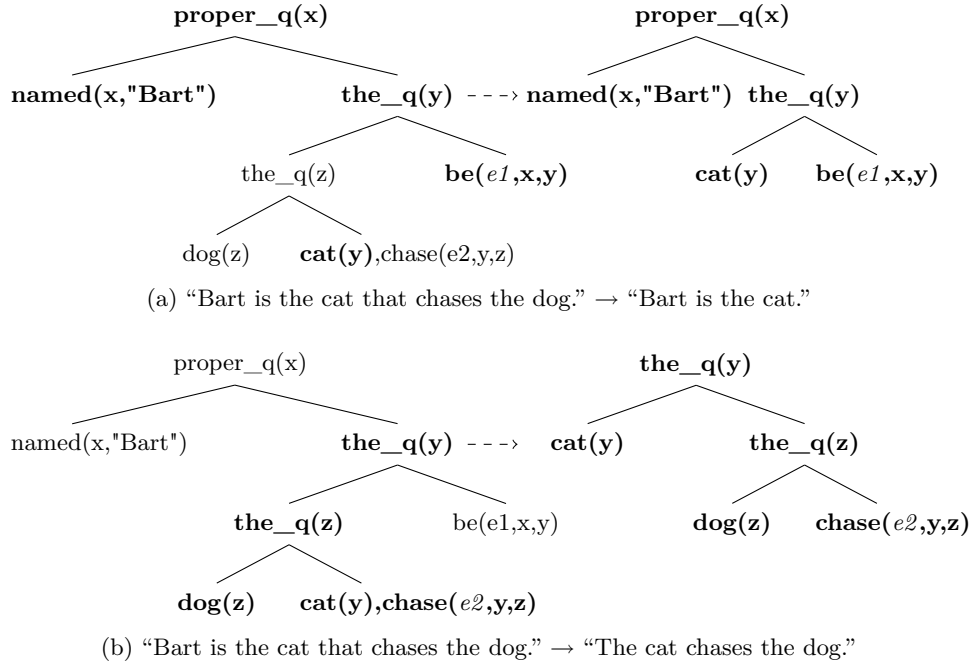 proper_q(x) proper_q(x)
named(x,"Bart") the_q(y) named(x,"Bart") the_q(y)
the_q(z) be(e1,x,y) cat(y) be(e1,x,y)
dog(z) cat(y),chase(e2,y,z)
(a) “Bart is the cat that chases the dog.” → “Bart is the cat.”
proper_q(x) the_q(y)
named(x,"Bart") the_q(y) cat(y) the_q(z)
the_q(z) be(e1,x,y) dog(z) chase(e2,y,z)
dog(z) cat(y),chase(e2,y,z)
(b) “Bart is the cat that chases the dog.” → “The cat chases the dog.”